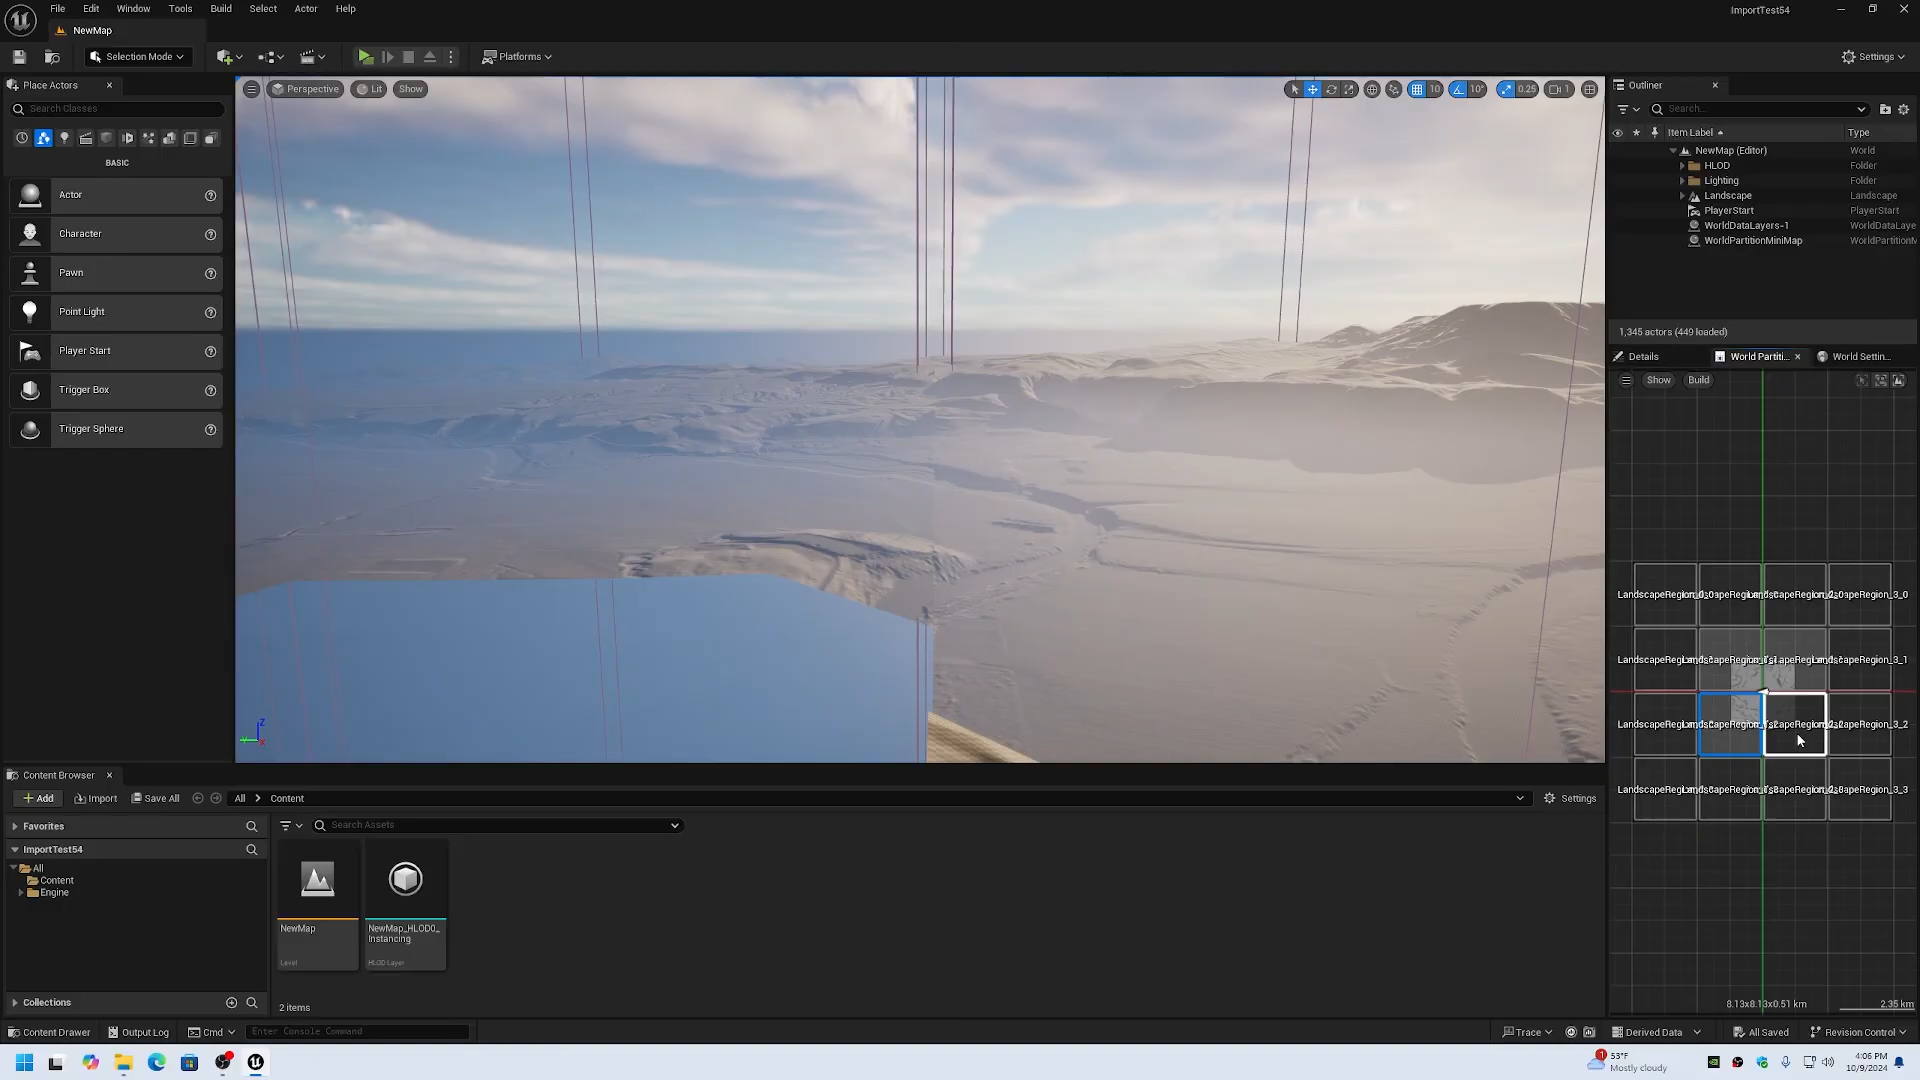 File Edit Window Tools Build Select Actor Help
ImportTest54
NewMap
Selection Mode
Platforms
Settings
Place Actors
Search Classes
BASIC
Actor
Character
Pawn
Point Light
Player Start
Trigger Box
Trigger Sphere
Perspective Lit Show
10 10° 0.25 1
Outliner
Search...
Item Label Type
NewMap (Editor) World
HLOD Folder
Lighting Folder
Landscape Landscape
PlayerStart PlayerStart
WorldDataLayers-1 WorldDataLaye
WorldPartitionMiniMap WorldPartitionM
1,345 actors (449 loaded)
Details World Partiti... World Settin...
Show Build
8.13x8.13x0.51 km 2.35 km
Content Browser
Add Import Save All All Content Settings
Favorites Search Assets
ImportTest54
All
Content
Engine
NewMap
Level
NewMap_HLOD0_
Instancing
HLOD Layer
Collections
2 items
Content Drawer Output Log Cmd Enter Console Command Trace Derived Data All Saved Revision Control
1 53°F
Mostly cloudy
4:06 PM
10/9/2024